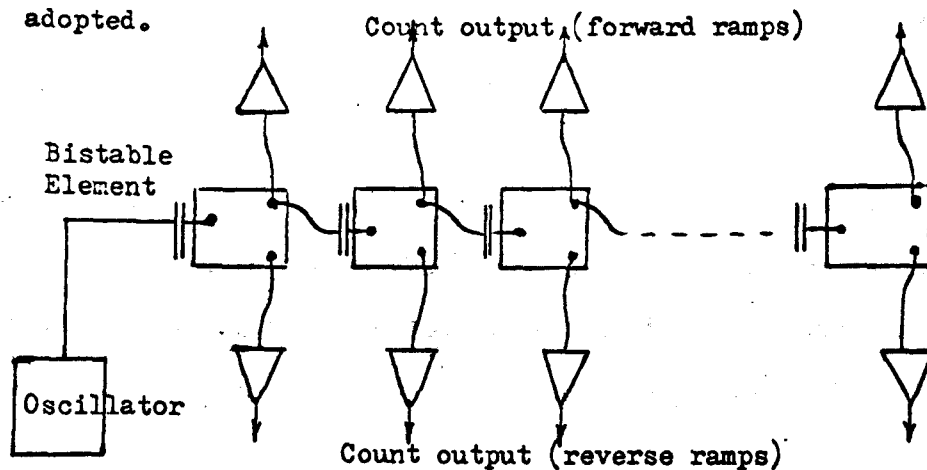 adopted.
Count output (forward ramps)
Bistable
Element
Oscillator
Count output (reverse ramps)